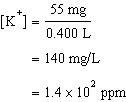 [K⁺] = 55 mg / 0.400 L
= 140 mg/L
= 1.4 x 10² ppm